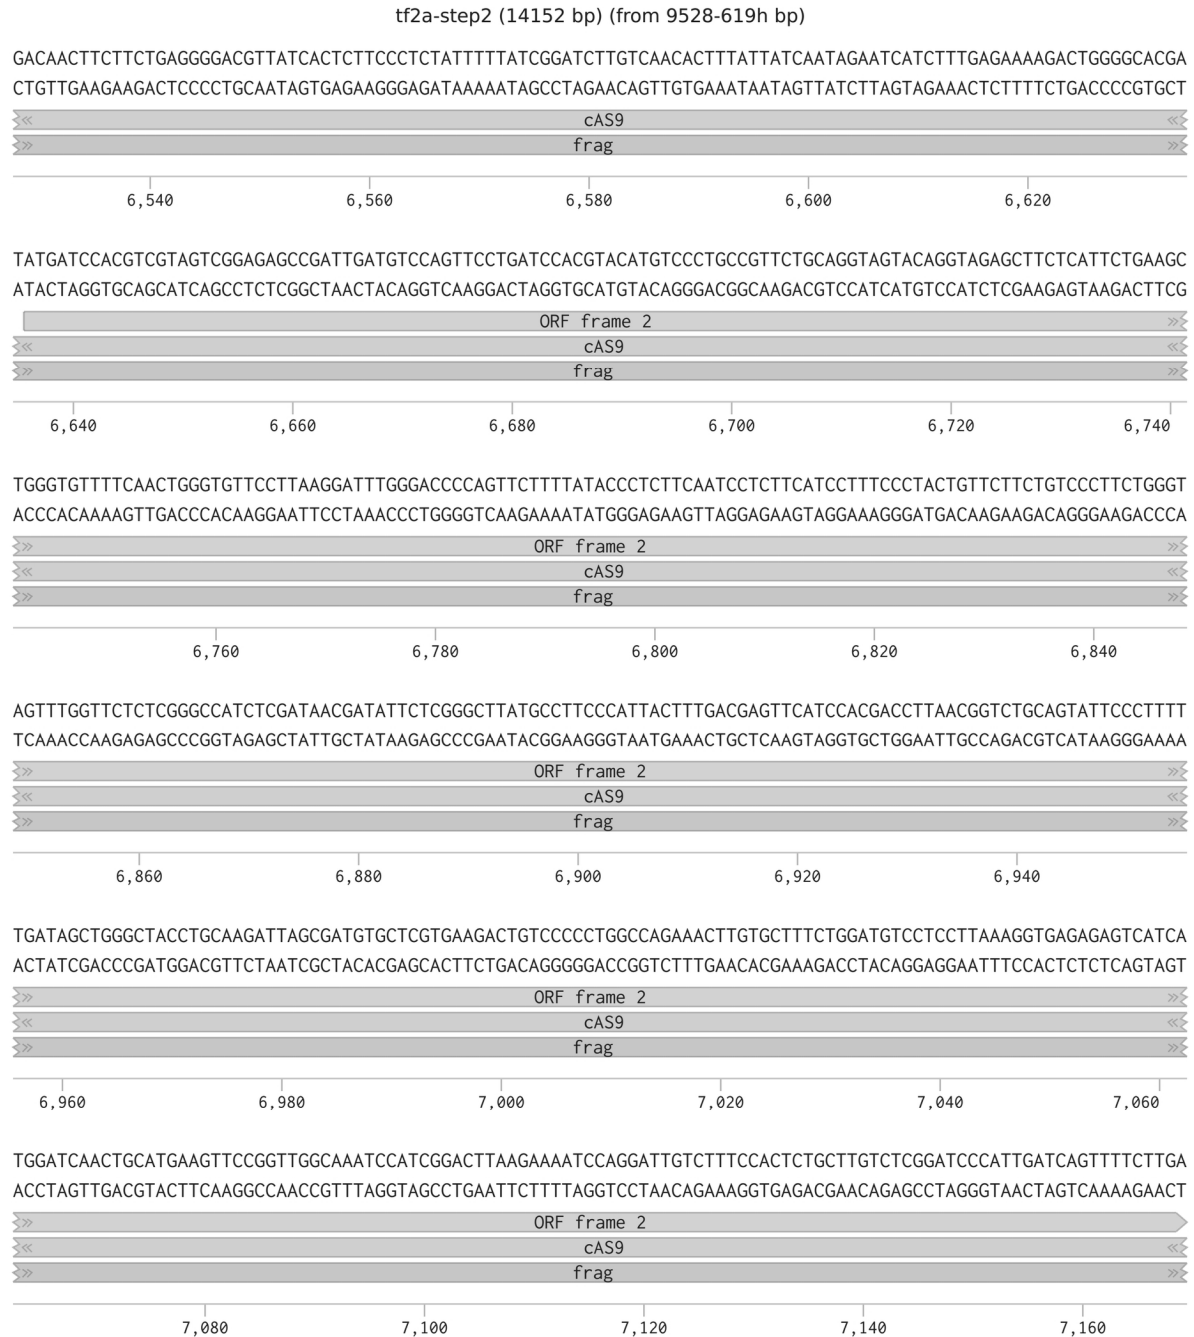 tf2a-step2 (14152 bp) (from 9528-619h bp)
GACAACTTCTTCTGAGGGGACGTTATCACTCTTCCCTCTATTTTTATCGGATCTTGTCAACACTTTATTATCAATAGAATCATCTTTGAGAAAAGACTGGGGCACGA
CTGTTGAAGAAGACTCCCCTGCAATAGTGAGAAGGGAGATAAAAATAGCCTAGAACAGTTGTGAAATAATAGTTATCTTAGTAGAAACTCTTTTCTGACCCCGTGCT
cAS9
frag
6,540 6,560 6,580 6,600 6,620
TATGATCCACGTCGTAGTCGGAGAGCCGATTGATGTCCAGTTCCTGATCCACGTACATGTCCCTGCCGTTCTGCAGGTAGTACAGGTAGAGCTTCTCATTCTGAAGC
ATACTAGGTGCAGCATCAGCCTCTCGGCTAACTACAGGTCAAGGACTAGGTGCATGTACAGGGACGGCAAGACGTCCATCATGTCCATCTCGAAGAGTAAGACTTCG
ORF frame 2
cAS9
frag
6,640 6,660 6,680 6,700 6,720 6,740
TGGGTGTTTTCAACTGGGTGTTCCTTAAGGATTTGGGACCCCAGTTCTTTTATACCCTCTTCAATCCTCTTCATCCTTTCCCTACTGTTCTTCTGTCCCTTCTGGGT
ACCCACAAAAGTTGACCCACAAGGAATTCCTAAACCCTGGGGTCAAGAAAATATGGGAGAAGTTAGGAGAAGTAGGAAAGGGATGACAAGAAGACAGGGAAGACCCA
ORF frame 2
cAS9
frag
6,760 6,780 6,800 6,820 6,840
AGTTTGGTTCTCTCGGGCCATCTCGATAACGATATTCTCGGGCTTATGCCTTCCCATTACTTTGACGAGTTCATCCACGACCTTAACGGTCTGCAGTATTCCCTTTT
TCAAACCAAGAGAGCCCGGTAGAGCTATTGCTATAAGAGCCCGAATACGGAAGGGTAATGAAACTGCTCAAGTAGGTGCTGGAATTGCCAGACGTCATAAGGGAAAA
ORF frame 2
cAS9
frag
6,860 6,880 6,900 6,920 6,940
TGATAGCTGGGCTACCTGCAAGATTAGCGATGTGCTCGTGAAGACTGTCCCCCTGGCCAGAAACTTGTGCTTTCTGGATGTCCTCCTTAAAGGTGAGAGAGTCATCA
ACTATCGACCCGATGGACGTTCTAATCGCTACACGAGCACTTCTGACAGGGGGACCGGTCTTTGAACACGAAAGACCTACAGGAGGAATTTCCACTCTCTCAGTAGT
ORF frame 2
cAS9
frag
6,960 6,980 7,000 7,020 7,040 7,060
TGGATCAACTGCATGAAGTTCCGGTTGGCAAATCCATCGGACTTAAGAAAATCCAGGATTGTCTTTCCACTCTGCTTGTCTCGGATCCCATTGATCAGTTTTCTTGA
ACCTAGTTGACGTACTTCAAGGCCAACCGTTTAGGTAGCCTGAATTCTTTTAGGTCCTAACAGAAAGGTGAGACGAACAGAGCCTAGGGTAACTAGTCAAAAGAACT
ORF frame 2
cAS9
frag
7,080 7,100 7,120 7,140 7,160